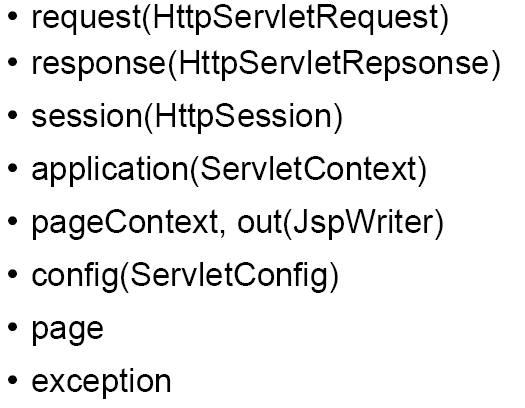 • request(HttpServletRequest)
• response(HttpServletRepsonse)
• session(HttpSession)
• application(ServletContext)
• pageContext, out(JspWriter)
• config(ServletConfig)
• page
• exception